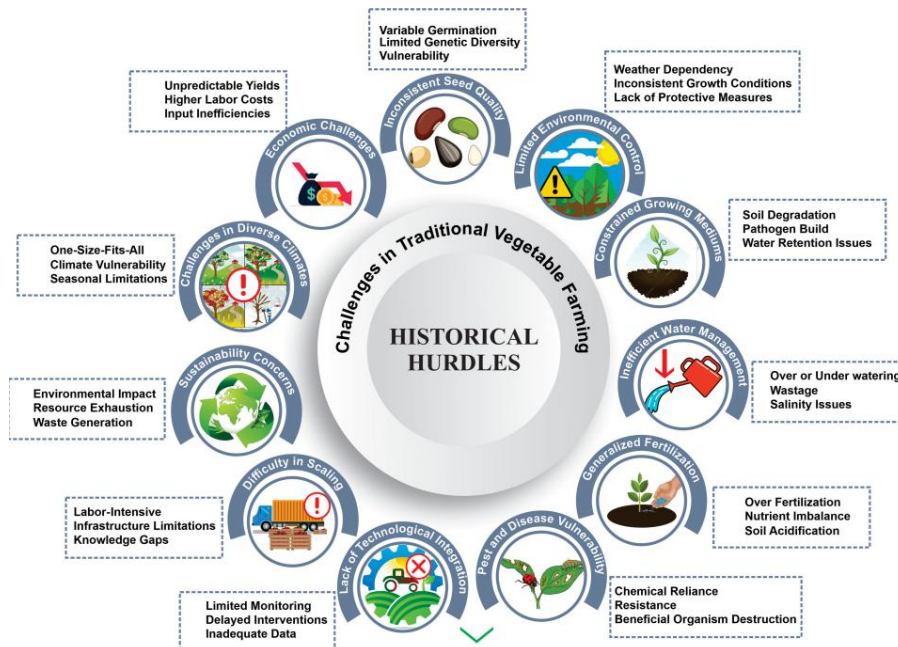 Challenges in Traditional Vegetable Farming
HISTORICAL
HURDLES
Inconsistent Seed Quality
Variable Germination
Limited Genetic Diversity
Vulnerability
Limited Environmental Control
Weather Dependency
Inconsistent Growth Conditions
Lack of Protective Measures
Constrained Growing Mediums
Soil Degradation
Pathogen Build
Water Retention Issues
Inefficient Water Management
Over or Under watering
Wastage
Salinity Issues
Generalized Fertilization
Over Fertilization
Nutrient Imbalance
Soil Acidification
Pest and Disease Vulnerability
Chemical Reliance
Resistance
Beneficial Organism Destruction
Lack of Technological Integration
Limited Monitoring
Delayed Interventions
Inadequate Data
Difficulty in Scaling
Labor-Intensive
Infrastructure Limitations
Knowledge Gaps
Sustainability Concerns
Environmental Impact
Resource Exhaustion
Waste Generation
Challenges in Diverse Climates
One-Size-Fits-All
Climate Vulnerability
Seasonal Limitations
Economic Challenges
Unpredictable Yields
Higher Labor Costs
Input Inefficiencies